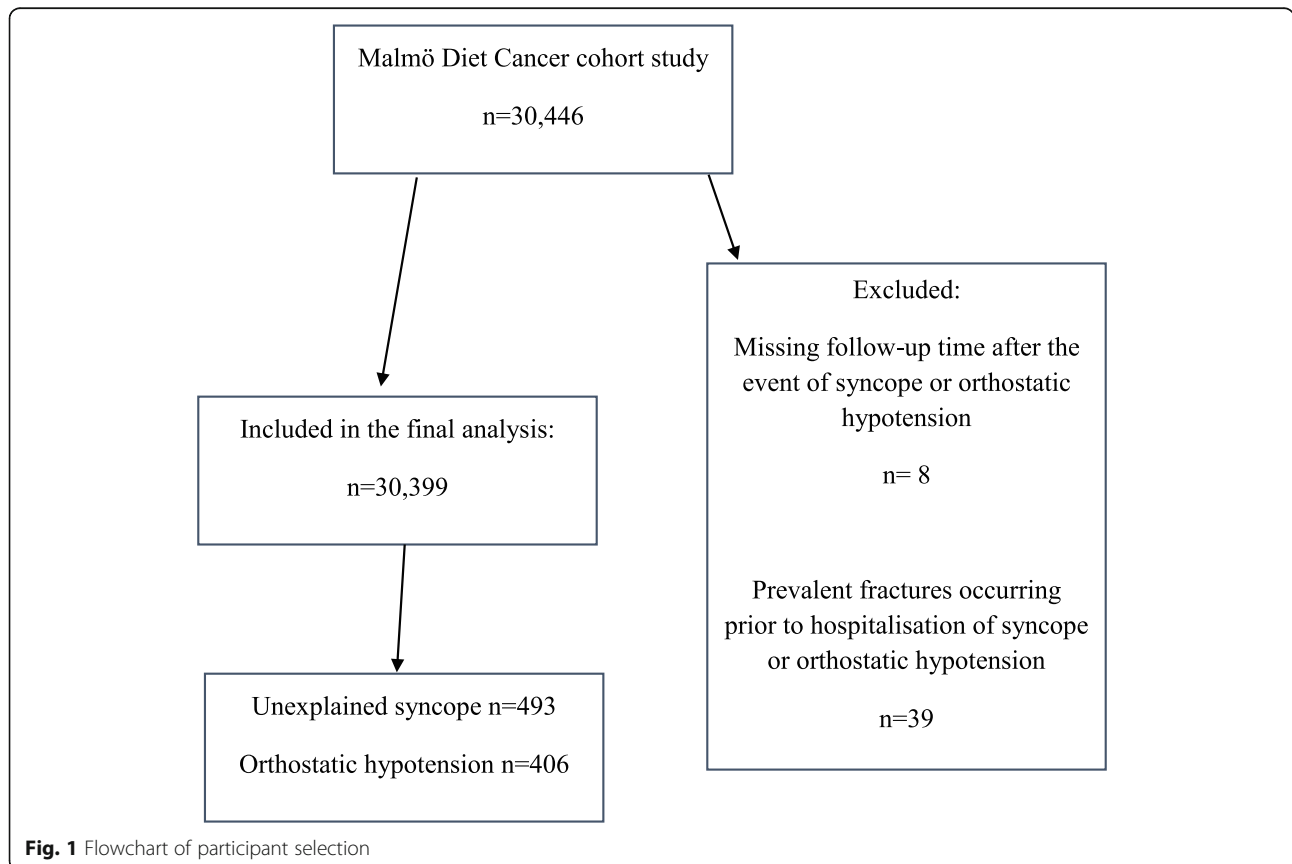 Malmö Diet Cancer cohort study
n=30,446
Excluded:
Missing follow-up time after the
event of syncope or orthostatic
hypotension
n= 8
Prevalent fractures occurring
prior to hospitalisation of syncope
or orthostatic hypotension
n=39
Included in the final analysis:
n=30,399
Unexplained syncope n=493
Orthostatic hypotension n=406
Fig. 1 Flowchart of participant selection